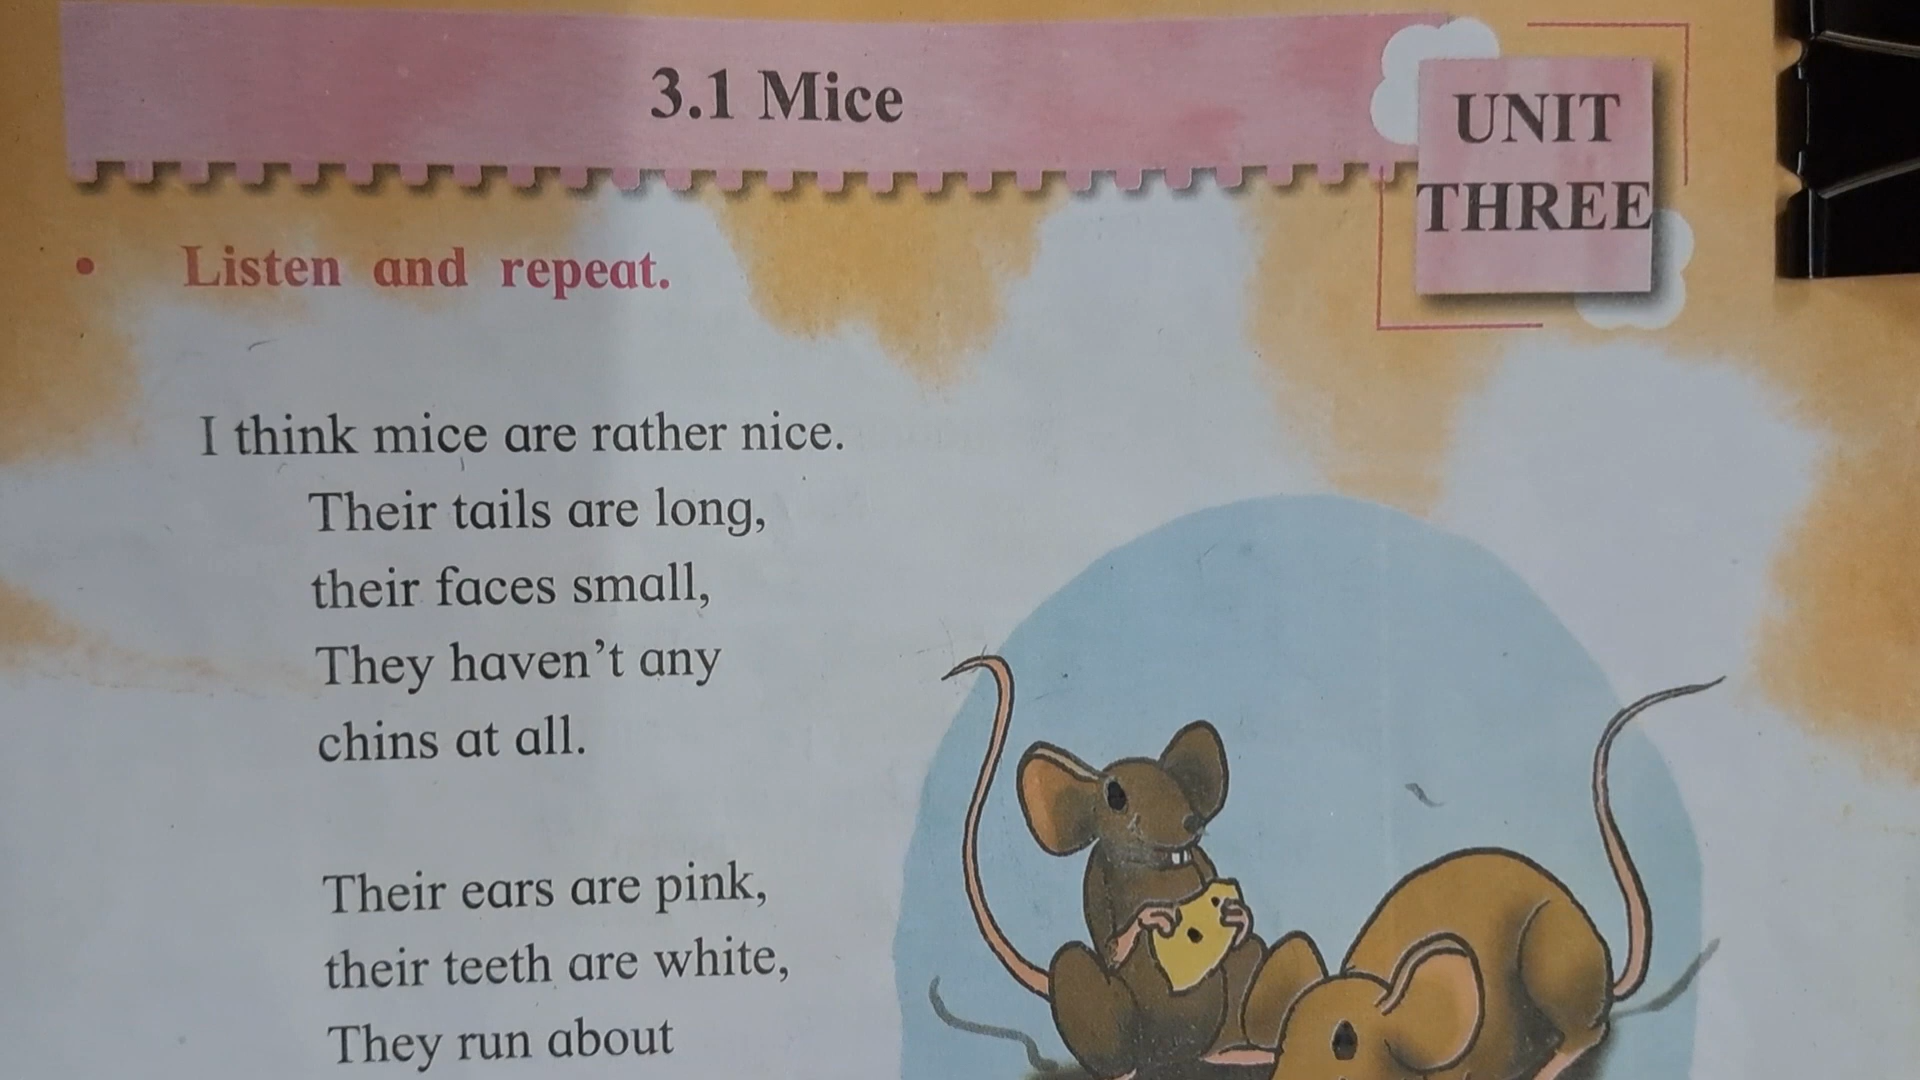 3.1 Mice
UNIT
THREE
• Listen and repeat.
I think mice are rather nice.
Their tails are long,
their faces small,
They haven't any
chins at all.
Their ears are pink,
their teeth are white,
They run about